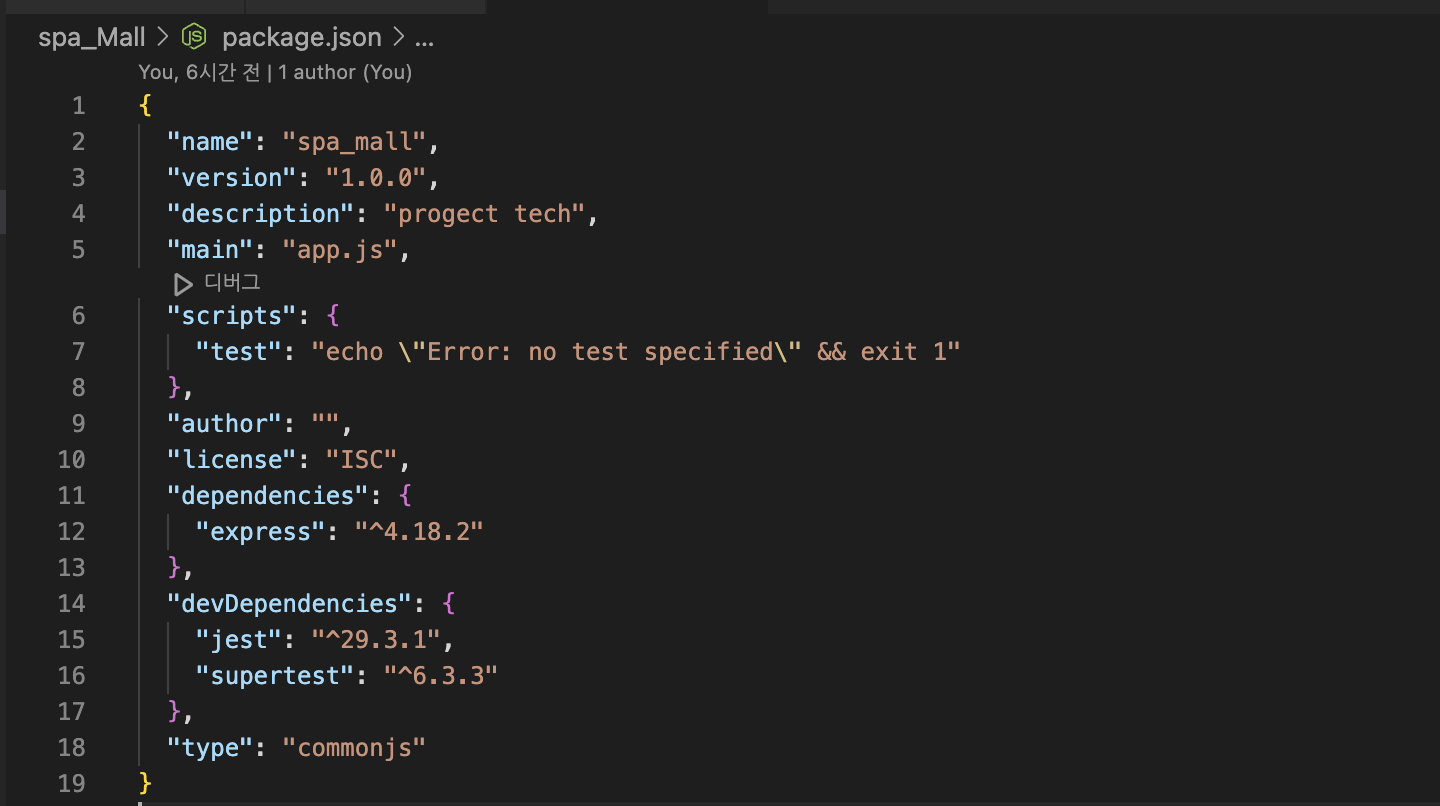 spa_Mall > package.json > ...
You, 6시간 전 | 1 author (You)
1 {
2 "name": "spa_mall",
3 "version": "1.0.0",
4 "description": "progect tech",
5 "main": "app.js",
디버그
6 "scripts": {
7 "test": "echo \"Error: no test specified\" && exit 1"
8 },
9 "author": "",
10 "license": "ISC",
11 "dependencies": {
12 "express": "^4.18.2"
13 },
14 "devDependencies": {
15 "jest": "^29.3.1",
16 "supertest": "^6.3.3"
17 },
18 "type": "commonjs"
19 }